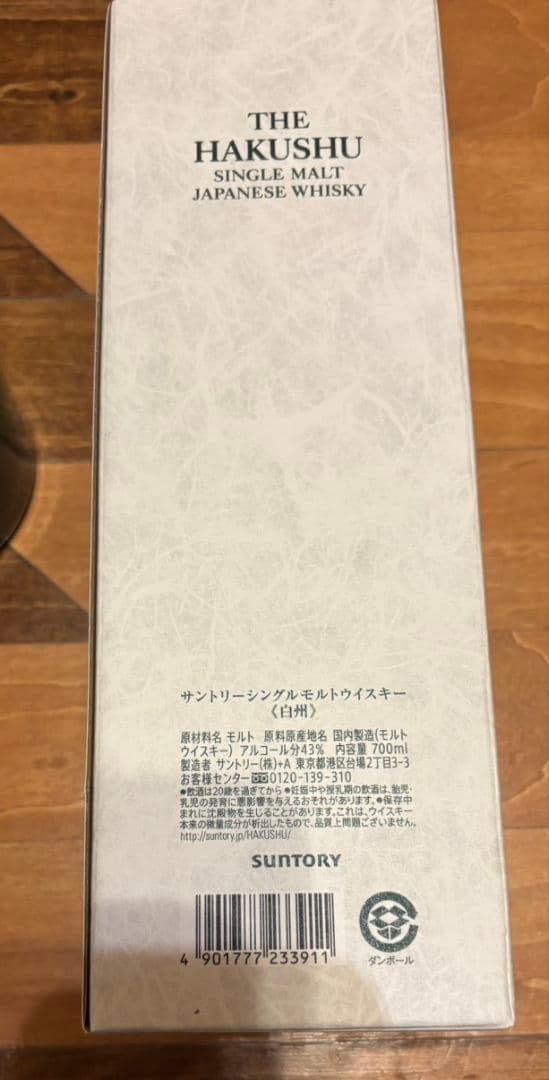 THE
HAKUSHU
SINGLE MALT
JAPANESE WHISKY
サントリーシングルモルトウイスキー
《白州》
原材料名 モルト 原料原産地名 国内製造(モルト
ウイスキー) アルコール分43% 内容量 700ml
製造者 サントリー(株)+A 東京都港区台場2丁目3-3
お客様センター 0120-139-310
●飲酒は20歳を過ぎてから ●妊娠中や授乳期の飲酒は、胎児・
乳児の発育に悪影響を与えるおそれがあります。●保存中
まれに沈殿物を生じることがあります。これは、ウイスキー
本来の微量成分が析出したもので、品質上問題ございません。
http://suntory.jp/HAKUSHU/
SUNTORY
4 901777 233911
ダンボール